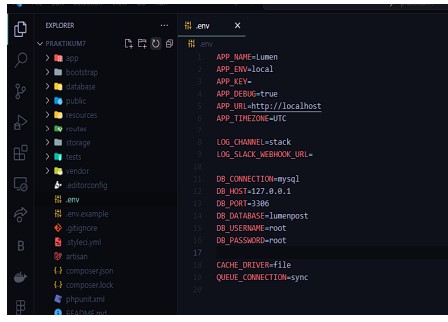 EXPLORER
PRAKTIKUM7
app
bootstrap
database
public
resources
routes
storage
tests
vendor
.editorconfig
.env
.env.example
.gitignore
.styleci.yml
artisan
composer.json
composer.lock
phpunit.xml
README.md
.env
.env
1 APP_NAME=Lumen
2 APP_ENV=local
3 APP_KEY=
4 APP_DEBUG=true
5 APP_URL=http://localhost
6 APP_TIMEZONE=UTC
7
8 LOG_CHANNEL=stack
9 LOG_SLACK_WEBHOOK_URL=
10
11 DB_CONNECTION=mysql
12 DB_HOST=127.0.0.1
13 DB_PORT=3306
14 DB_DATABASE=lumenpost
15 DB_USERNAME=root
16 DB_PASSWORD=root
17
18 CACHE_DRIVER=file
19 QUEUE_CONNECTION=sync
20